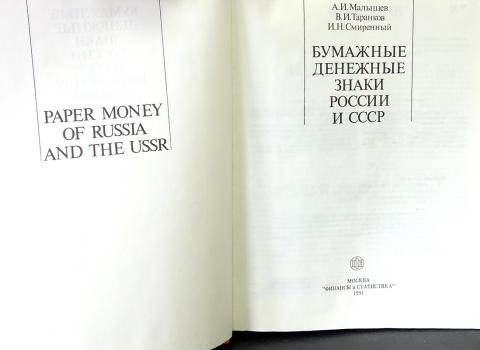 PAPER MONEY
OF RUSSIA
AND THE USSR
А.И.Малышев
В.И.Таранков
И.Н.Смиренный
БУМАЖНЫЕ
ДЕНЕЖНЫЕ
ЗНАКИ
РОССИИ
И СССР
МОСКВА
"ФИНАНСЫ и СТАТИСТИКА"
1991